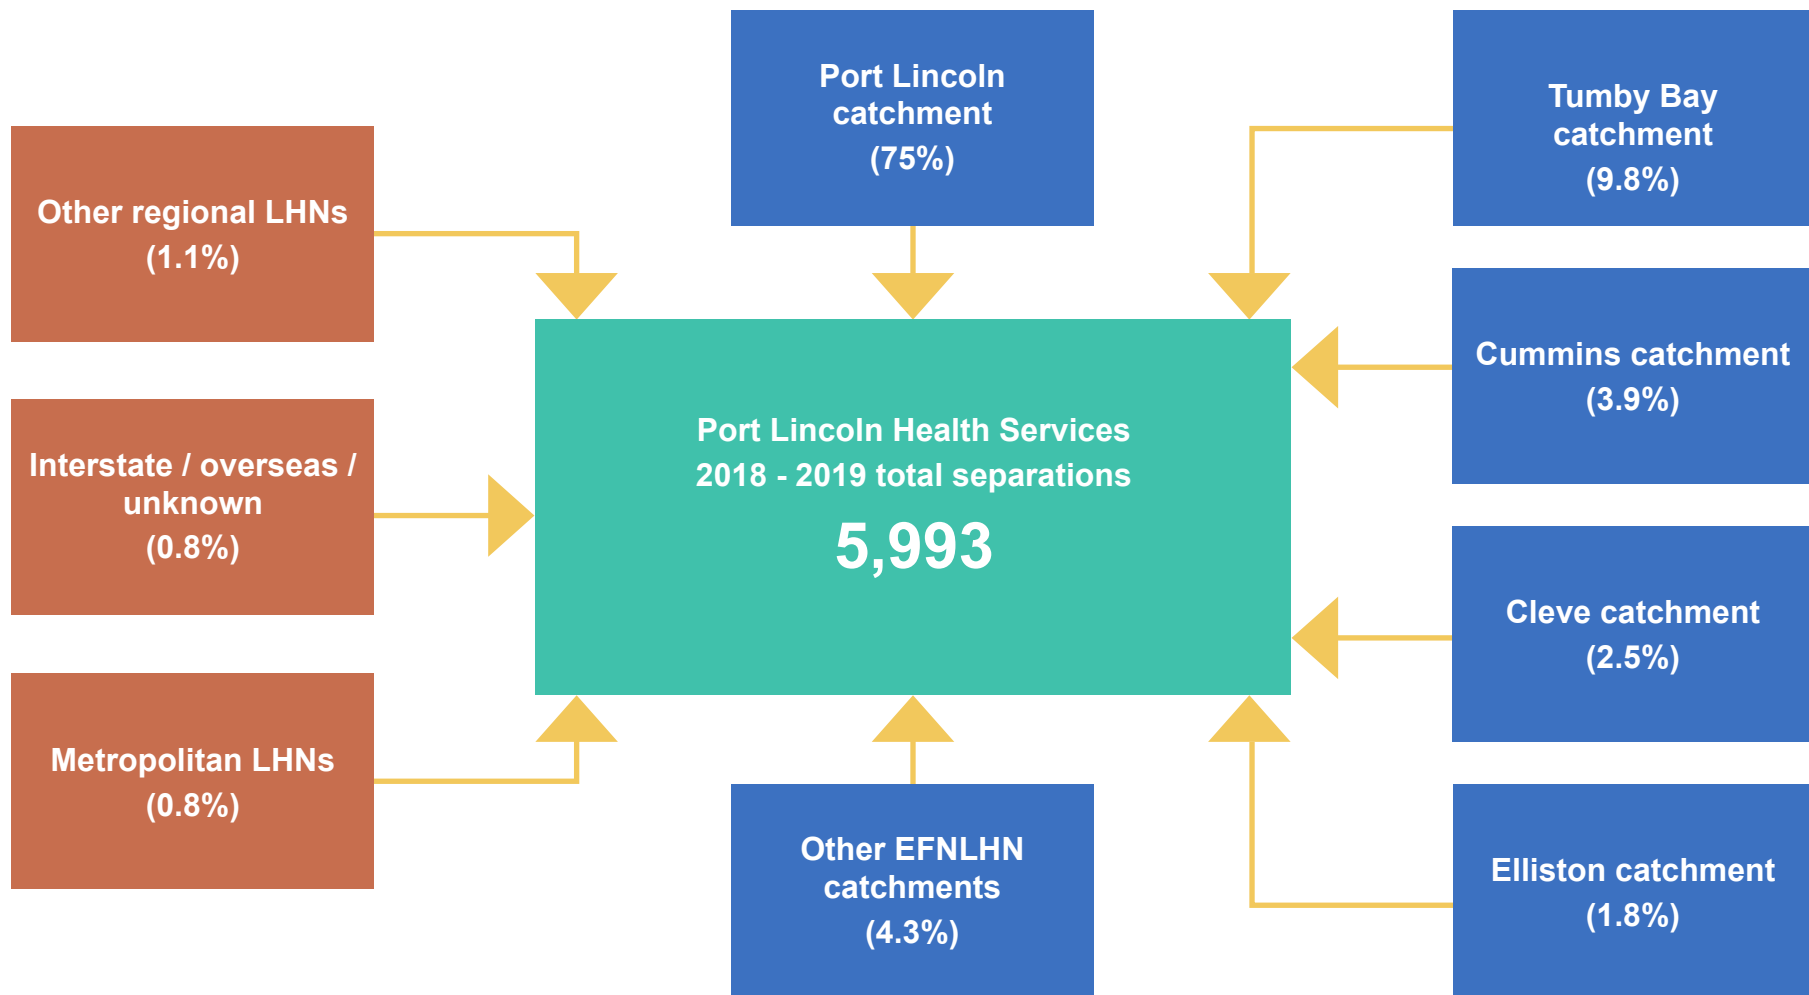 Port Lincoln
catchment
(75%)
Tumby Bay
catchment
(9.8%)
Other regional LHNs
(1.1%)
Cummins catchment
(3.9%)
Interstate / overseas /
unknown
(0.8%)
Port Lincoln Health Services
2018 - 2019 total separations
5,993
Cleve catchment
(2.5%)
Metropolitan LHNs
(0.8%)
Other EFNLHN
catchments
(4.3%)
Elliston catchment
(1.8%)